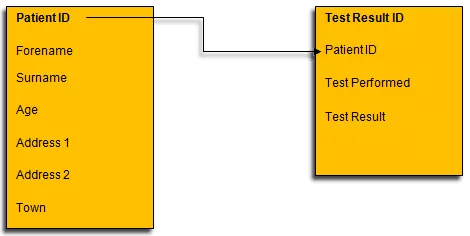 Patient ID
Forename
Surname
Age
Address 1
Address 2
Town
Test Result ID
Patient ID
Test Performed
Test Result